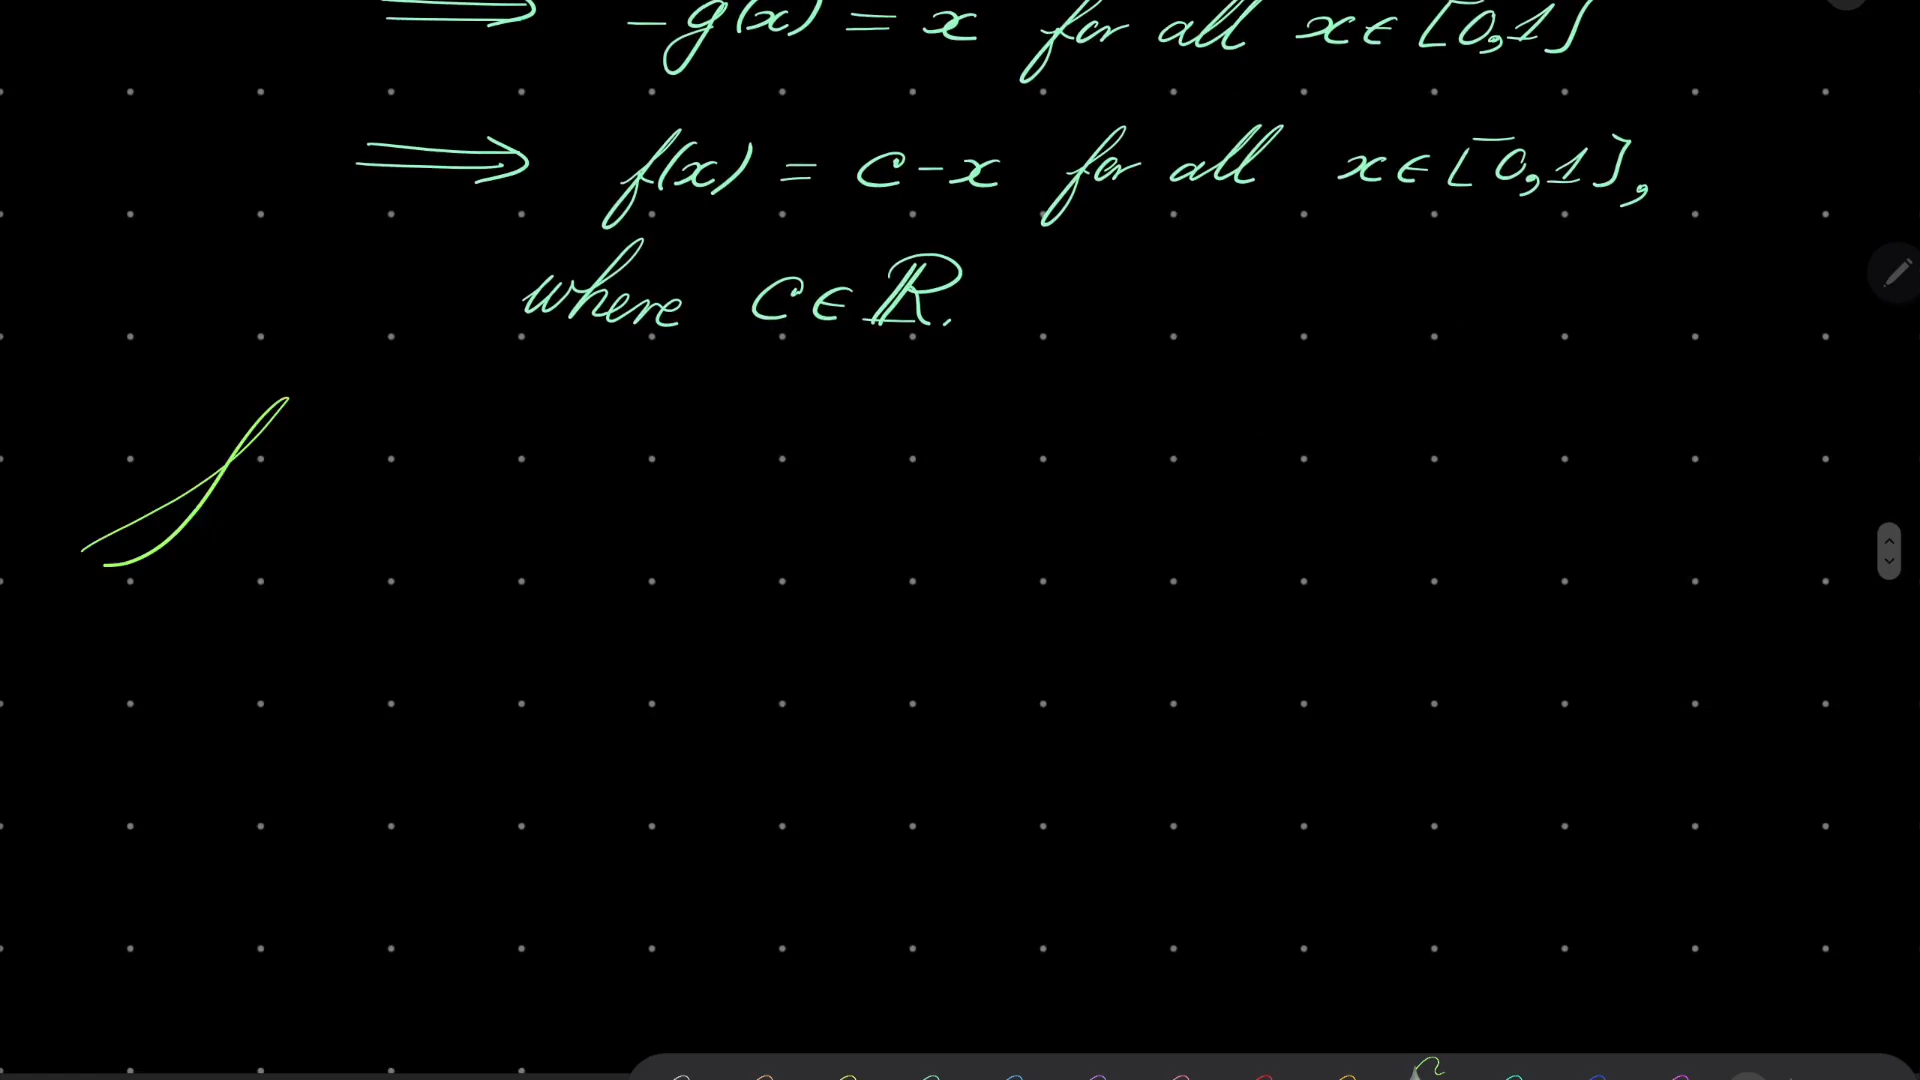 ⟹ -g(x) = x for all x∈[0,1]
⟹ f(x) = c-x for all x∈[0,1],
where C∈ℝ.